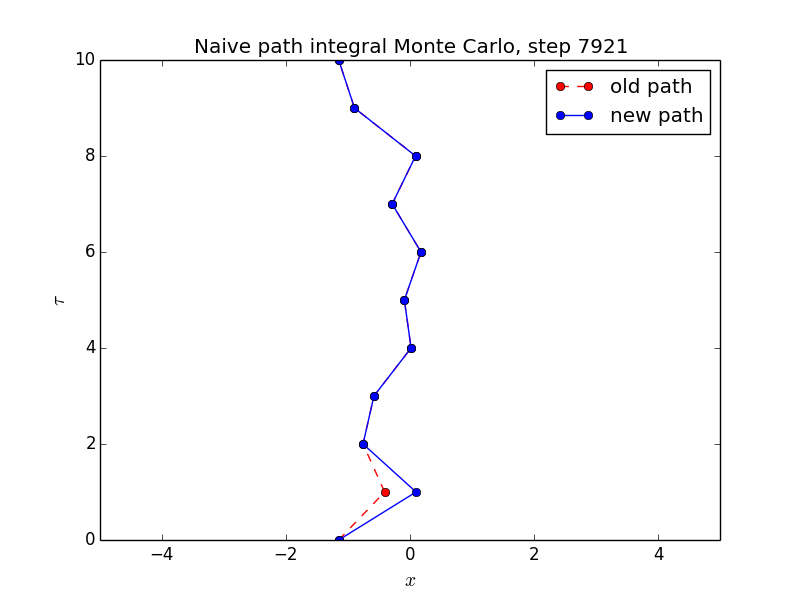 Naive path integral Monte Carlo, step 7921
old path
new path
10
8
6
4
2
0
τ
−4
−2
0
2
4
x